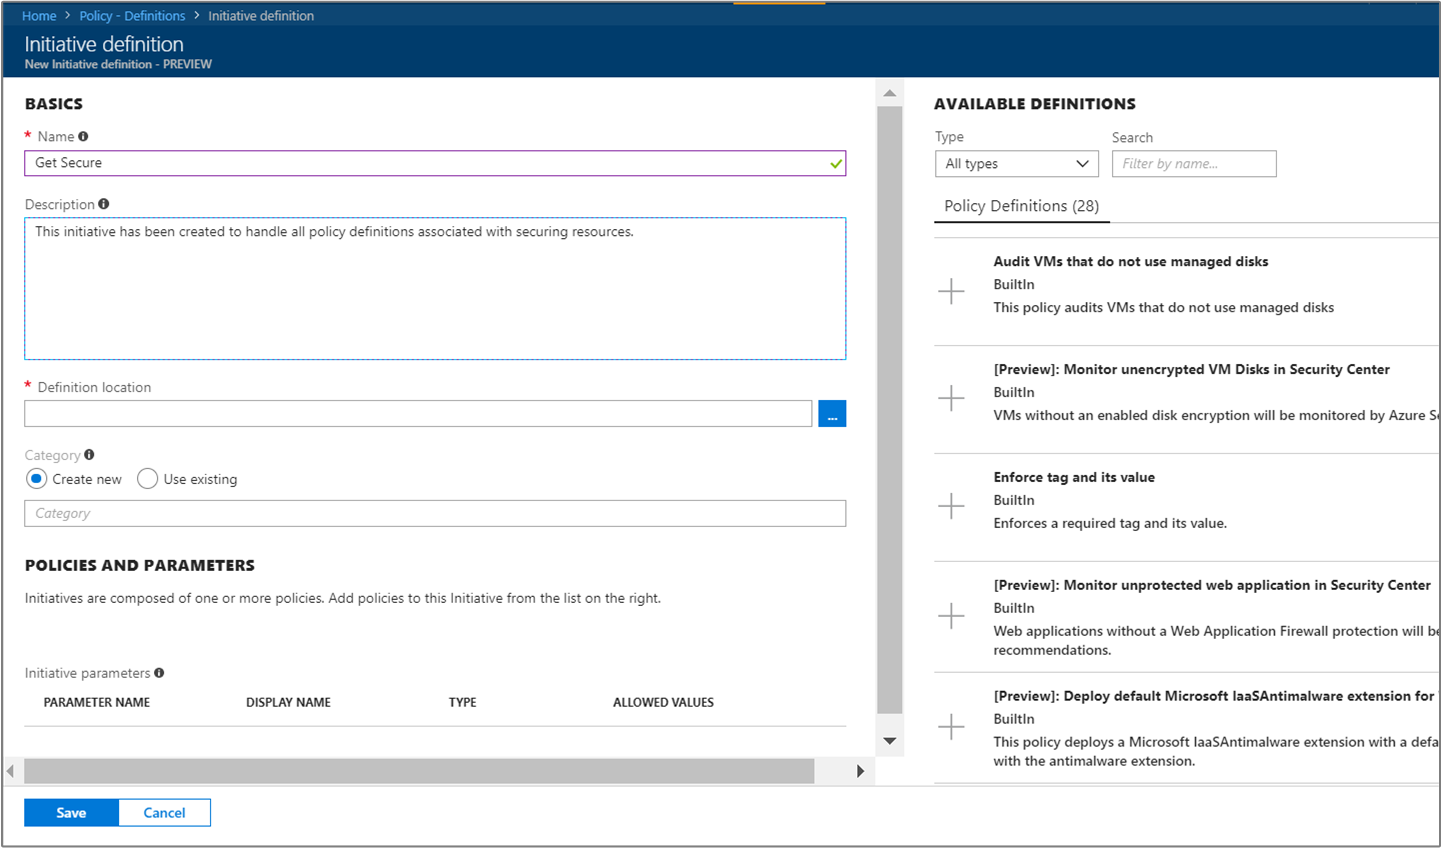 Home > Policy - Definitions > Initiative definition
Initiative definition
New Initiative definition - PREVIEW
BASICS
* Name
Get Secure
Description
This initiative has been created to handle all policy definitions associated with securing resources.
* Definition location
...
Category
Create new Use existing
Category
POLICIES AND PARAMETERS
Initiatives are composed of one or more policies. Add policies to this Initiative from the list on the right.
Initiative parameters
PARAMETER NAME DISPLAY NAME TYPE ALLOWED VALUES
Save Cancel
AVAILABLE DEFINITIONS
Type Search
All types Filter by name...
Policy Definitions (28)
Audit VMs that do not use managed disks
BuiltIn
This policy audits VMs that do not use managed disks
[Preview]: Monitor unencrypted VM Disks in Security Center
BuiltIn
VMs without an enabled disk encryption will be monitored by Azure
Enforce tag and its value
BuiltIn
Enforces a required tag and its value.
[Preview]: Monitor unprotected web application in Security Center
BuiltIn
Web applications without a Web Application Firewall protection will
recommendations.
[Preview]: Deploy default Microsoft IaaSAntimalware extension for
BuiltIn
This policy deploys a Microsoft IaaSAntimalware extension with a
with the antimalware extension.